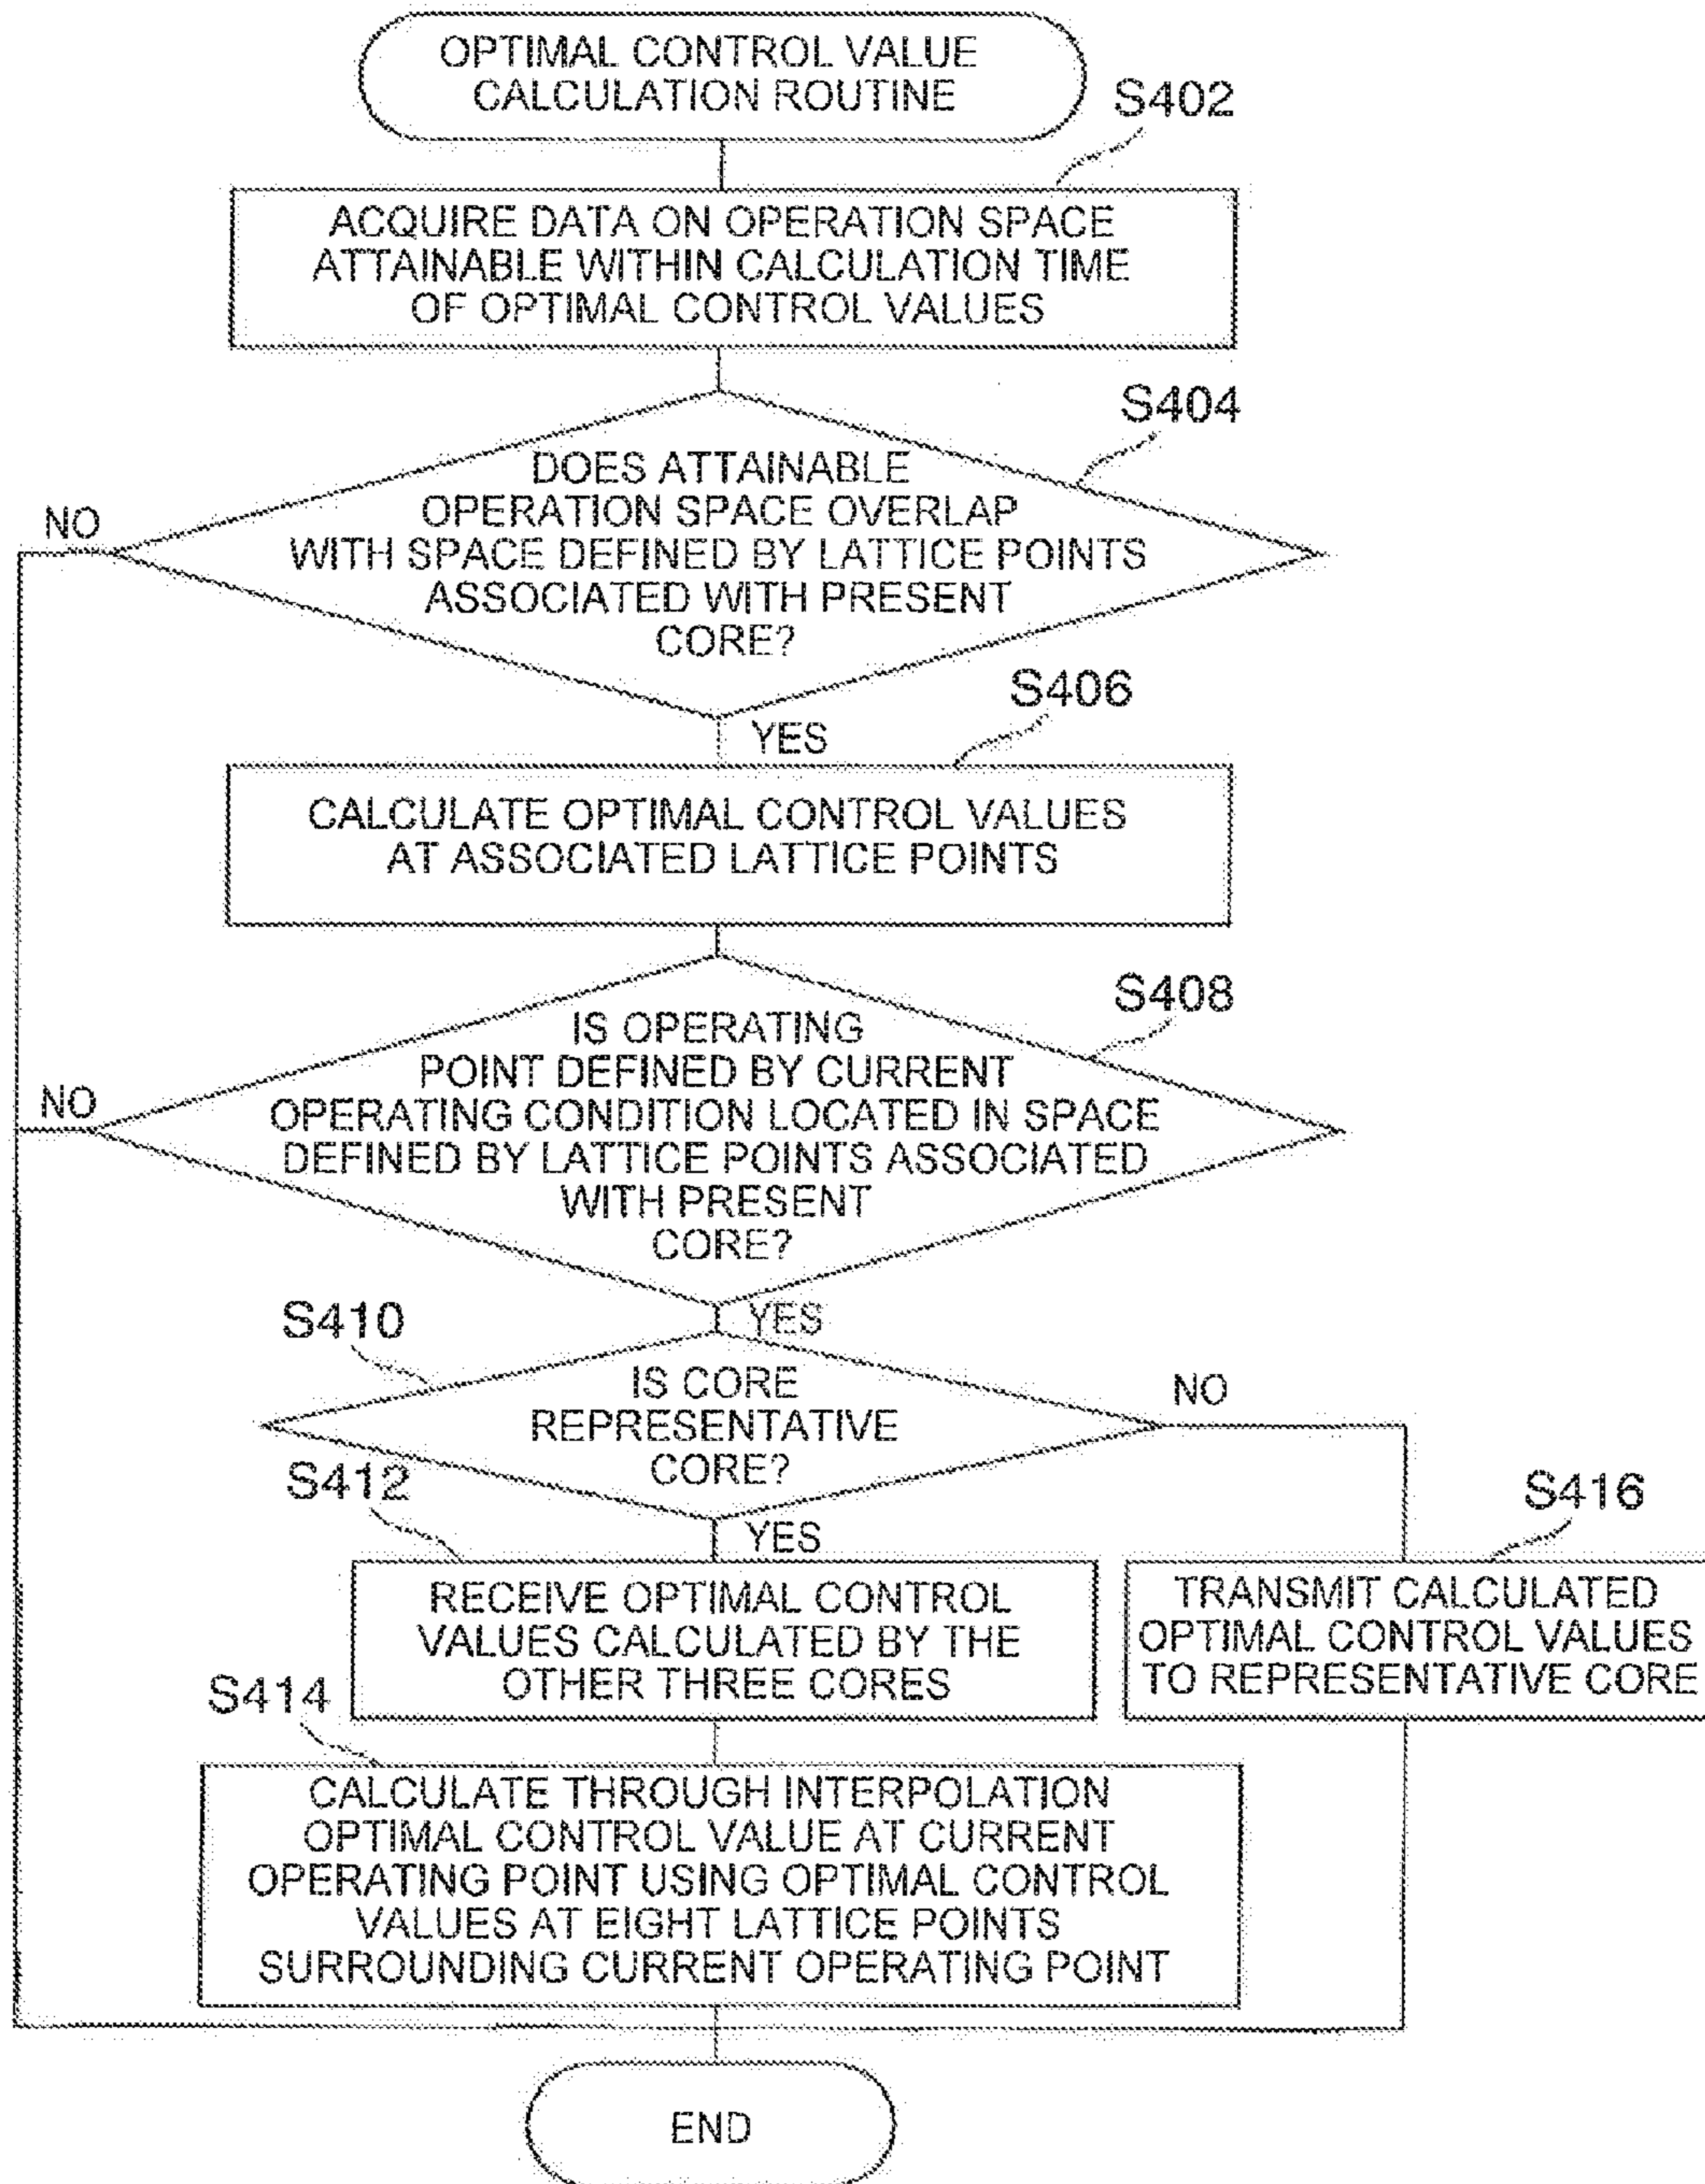 OPTIMAL CONTROL VALUE
CALCULATION ROUTINE
S402
ACQUIRE DATA ON OPERATION SPACE
ATTAINABLE WITHIN CALCULATION TIME
OF OPTIMAL CONTROL VALUES
S404
DOES ATTAINABLE
OPERATION SPACE OVERLAP
WITH SPACE DEFINED BY LATTICE POINTS
ASSOCIATED WITH PRESENT
CORE?
NO
YES
S406
CALCULATE OPTIMAL CONTROL VALUES
AT ASSOCIATED LATTICE POINTS
S408
IS OPERATING
POINT DEFINED BY CURRENT
OPERATING CONDITION LOCATED IN SPACE
DEFINED BY LATTICE POINTS ASSOCIATED
WITH PRESENT
CORE?
NO
YES
S410
IS CORE
REPRESENTATIVE
CORE?
NO
YES
S412
RECEIVE OPTIMAL CONTROL
VALUES CALCULATED BY THE
OTHER THREE CORES
S416
TRANSMIT CALCULATED
OPTIMAL CONTROL VALUES
TO REPRESENTATIVE CORE
S414
CALCULATE THROUGH INTERPOLATION
OPTIMAL CONTROL VALUE AT CURRENT
OPERATING POINT USING OPTIMAL CONTROL
VALUES AT EIGHT LATTICE POINTS
SURROUNDING CURRENT OPERATING POINT
END